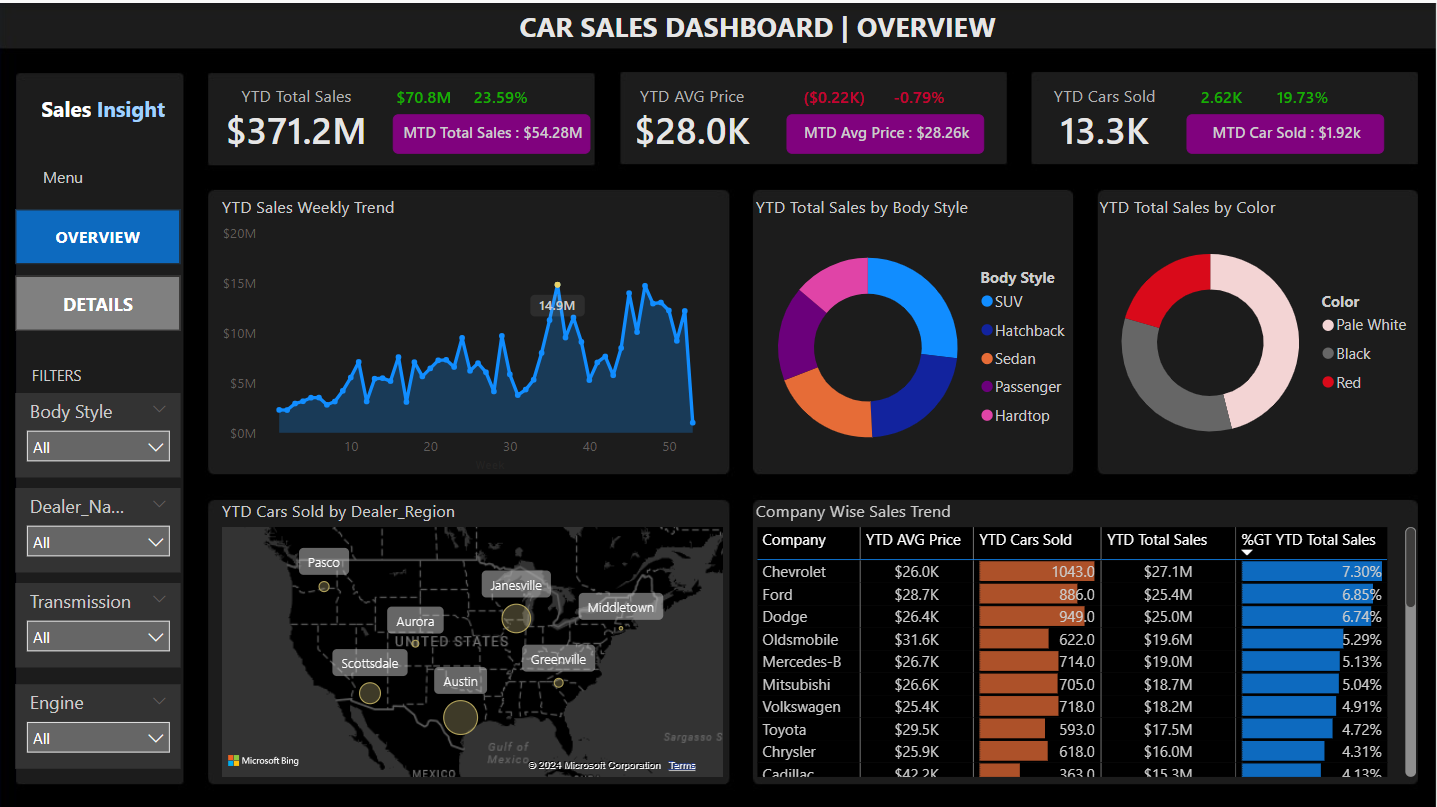 CAR SALES DASHBOARD | OVERVIEW
Sales Insight
Menu
OVERVIEW
DETAILS
FILTERS
Body Style
All
Dealer_Na...
All
Transmission
All
Engine
All
YTD Total Sales
$70.8M 23.59%
$371.2M
MTD Total Sales : $54.28M
YTD AVG Price
($0.22K) -0.79%
$28.0K
MTD Avg Price : $28.26k
YTD Cars Sold
2.62K 19.73%
13.3K
MTD Car Sold : $1.92k
YTD Sales Weekly Trend
$20M
$15M
$10M
$5M
$0M
14.9M
10 20 30 40 50
YTD Total Sales by Body Style
Body Style
SUV
Hatchback
Sedan
Passenger
Hardtop
YTD Total Sales by Color
Color
Pale White
Black
Red
YTD Cars Sold by Dealer_Region
Pasco
Janesville
Middletown
Aurora
UNITED STATES
Scottsdale
Greenville
Austin
Gulf of
Mexico
Sargasso S
MEXICO
Microsoft Bing
© 2024 Microsoft Corporation Terms
Company Wise Sales Trend
Company YTD AVG Price YTD Cars Sold YTD Total Sales %GT YTD Total Sales
Chevrolet $26.0K 1043.0 $27.1M 7.30%
Ford $28.7K 886.0 $25.4M 6.85%
Dodge $26.4K 949.0 $25.0M 6.74%
Oldsmobile $31.6K 622.0 $19.6M 5.29%
Mercedes-B $26.7K 714.0 $19.0M 5.13%
Mitsubishi $26.6K 705.0 $18.7M 5.04%
Volkswagen $25.4K 718.0 $18.2M 4.91%
Toyota $29.5K 593.0 $17.5M 4.72%
Chrysler $25.9K 618.0 $16.0M 4.31%
Cadillac $42.2K 363.0 $15.3M 4.13%